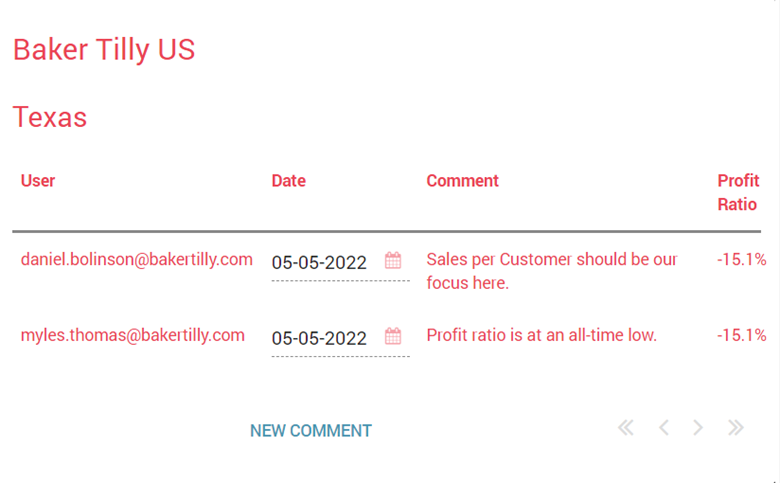 Baker Tilly US
Texas
User Date Comment Profit
Ratio
daniel.bolinson@bakertilly.com 05-05-2022 Sales per Customer should be our -15.1%
focus here.
myles.thomas@bakertilly.com 05-05-2022 Profit ratio is at an all-time low. -15.1%
NEW COMMENT